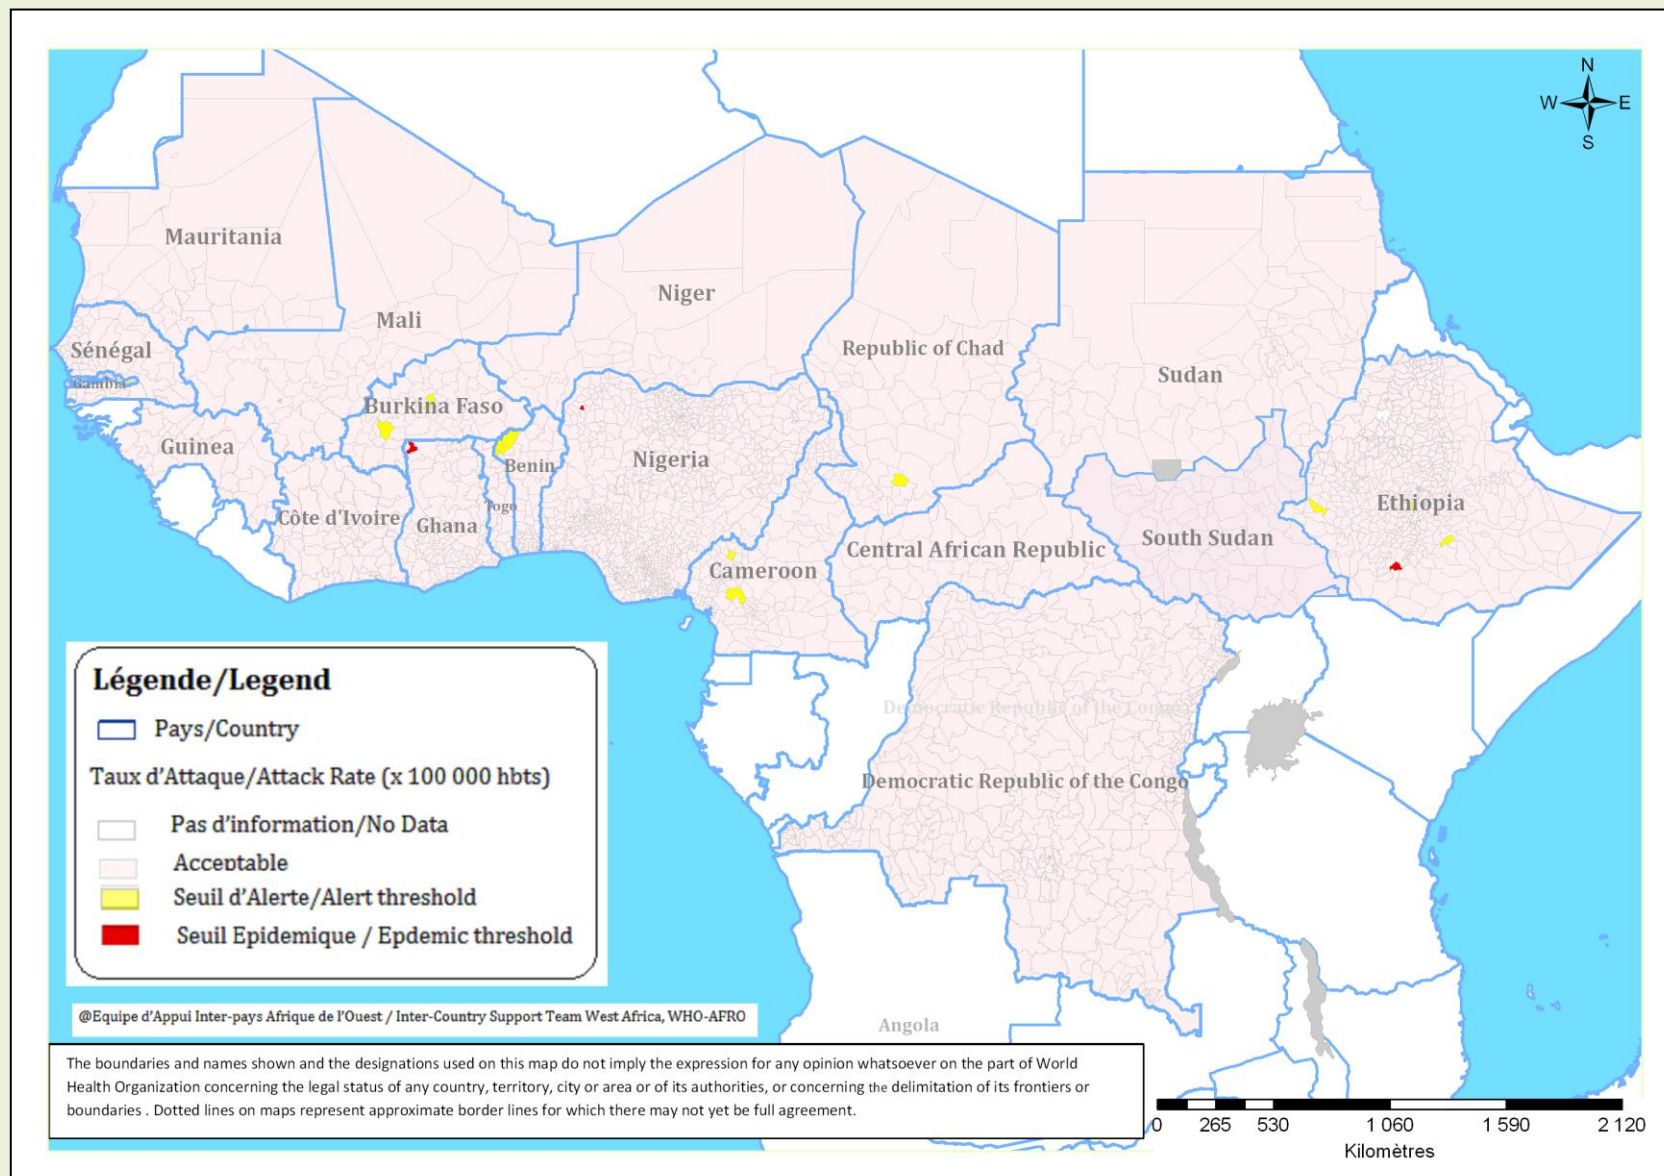 N
W E
S
Mauritania
Niger
Mali
Sénégal
Gambia
Republic of Chad
Sudan
Burkina Faso
Guinea
Nigeria
Benin
Togo
Côte d'Ivoire
Ghana
Ethiopia
South Sudan
Central African Republic
Cameroon
Democratic Republic of the Congo
Democratic Republic of the Congo
Angola
Légende/Legend
Pays/Country
Taux d'Attaque/Attack Rate (x 100 000 hbts)
Pas d'information/No Data
Acceptable
Seuil d'Alerte/Alert threshold
Seuil Epidemique / Epdemic threshold
@Equipe d'Appui Inter-pays Afrique de l'Ouest / Inter-Country Support Team West Africa, WHO-AFRO
The boundaries and names shown and the designations used on this map do not imply the expression for any opinion whatsoever on the part of World
Health Organization concerning the legal status of any country, territory, city or area or of its authorities, or concerning the delimitation of its frontiers or
boundaries . Dotted lines on maps represent approximate border lines for which there may not yet be full agreement.
0 265 530 1 060 1 590 2 120
Kilomètres